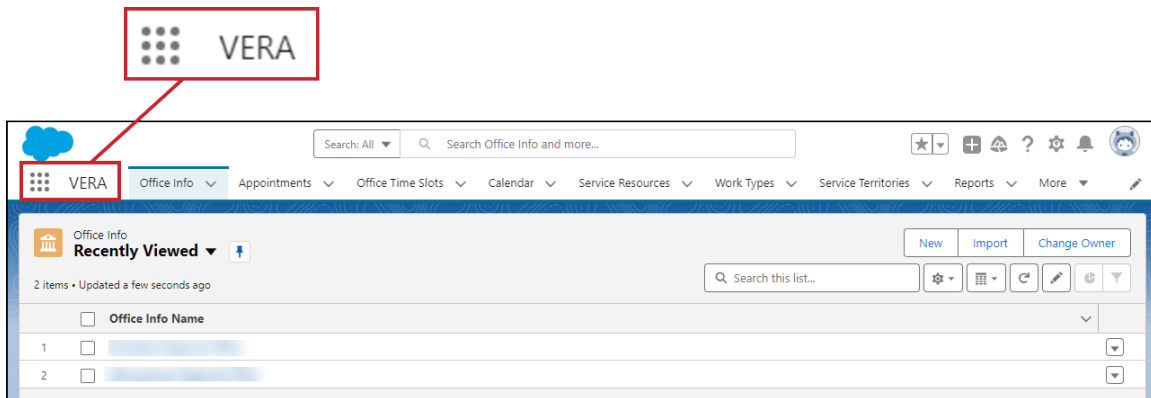 VERA
Search: All Search Office Info and more...
VERA Office Info Appointments Office Time Slots Calendar Service Resources Work Types Service Territories Reports More
Office Info
Recently Viewed
New Import Change Owner
2 items • Updated a few seconds ago
Search this list...
Office Info Name
1
2